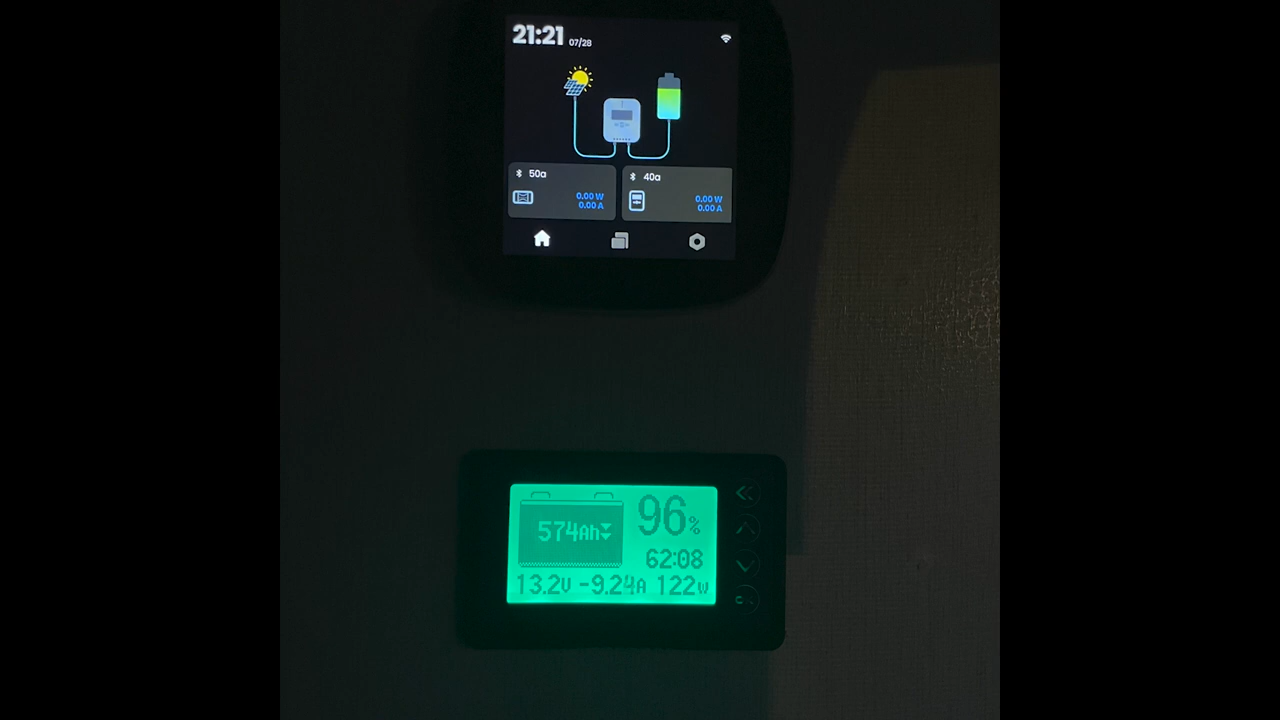 21:21 07/28
50a
0.00 W
0.00 A
40a
0.00 W
0.00 A
574Ah
96%
62:08
13.2V -9.24A 122W